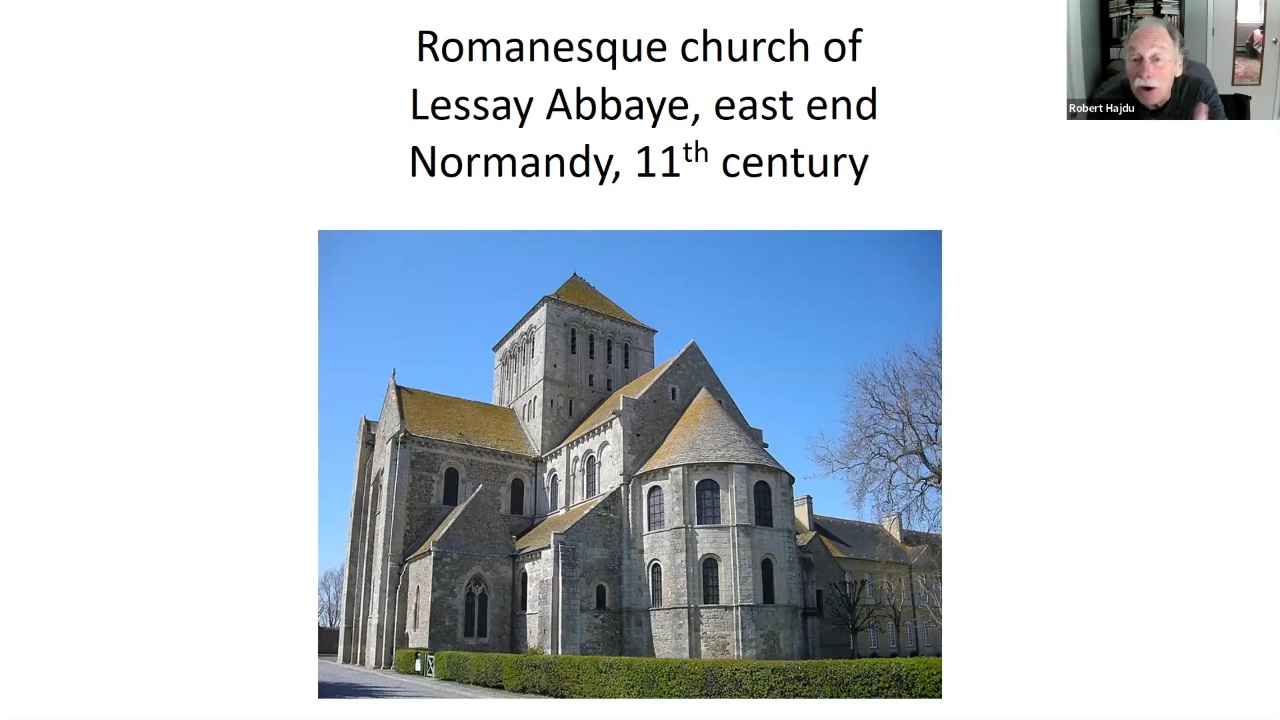 Romanesque church of
Lessay Abbaye, east end
Normandy, 11th century
Robert Hajdu